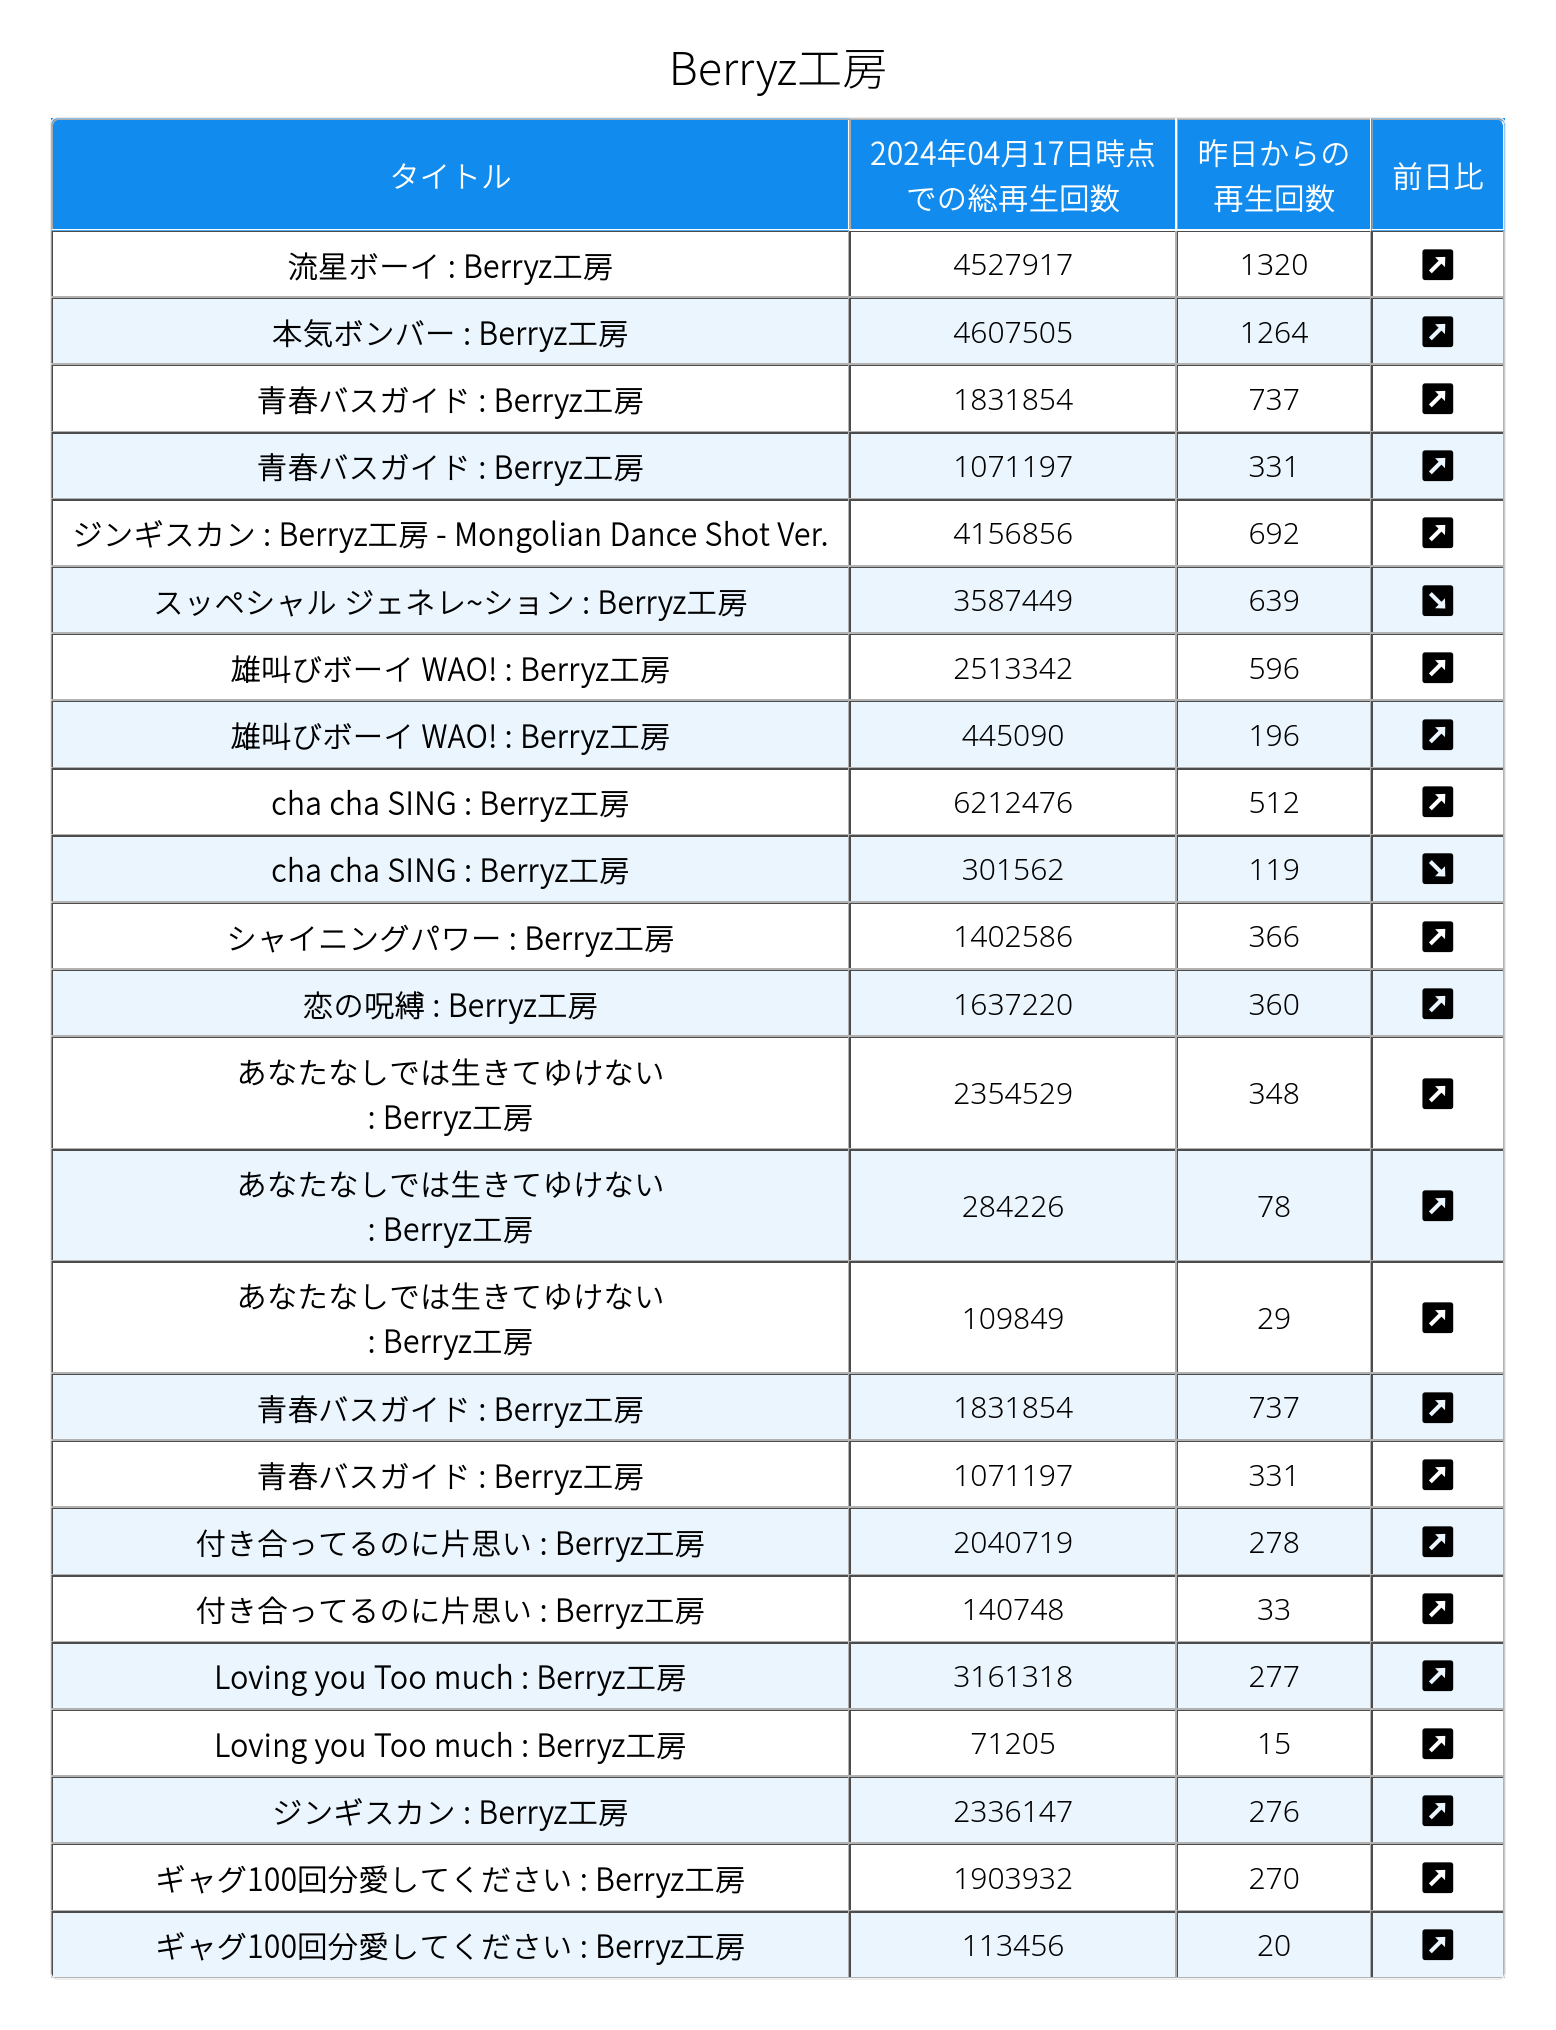 Berryz工房
タイトル 2024年04月17日時点 昨日からの 前日比
での総再生回数 再生回数
流星ボーイ : Berryz工房 4527917 1320 ↗
本気ボンバー : Berryz工房 4607505 1264 ↗
青春バスガイド : Berryz工房 1831854 737 ↗
青春バスガイド : Berryz工房 1071197 331 ↗
ジンギスカン : Berryz工房 - Mongolian Dance Shot Ver. 4156856 692 ↗
スッペシャル ジェネレ~ション : Berryz工房 3587449 639 ↘
雄叫びボーイ WAO! : Berryz工房 2513342 596 ↗
雄叫びボーイ WAO! : Berryz工房 445090 196 ↗
cha cha SING : Berryz工房 6212476 512 ↗
cha cha SING : Berryz工房 301562 119 ↘
シャイニングパワー : Berryz工房 1402586 366 ↗
恋の呪縛 : Berryz工房 1637220 360 ↗
あなたなしでは生きてゆけない
: Berryz工房 2354529 348 ↗
あなたなしでは生きてゆけない
: Berryz工房 284226 78 ↗
あなたなしでは生きてゆけない
: Berryz工房 109849 29 ↗
青春バスガイド : Berryz工房 1831854 737 ↗
青春バスガイド : Berryz工房 1071197 331 ↗
付き合ってるのに片思い : Berryz工房 2040719 278 ↗
付き合ってるのに片思い : Berryz工房 140748 33 ↗
Loving you Too much : Berryz工房 3161318 277 ↗
Loving you Too much : Berryz工房 71205 15 ↗
ジンギスカン : Berryz工房 2336147 276 ↗
ギャグ100回分愛してください : Berryz工房 1903932 270 ↗
ギャグ100回分愛してください : Berryz工房 113456 20 ↗